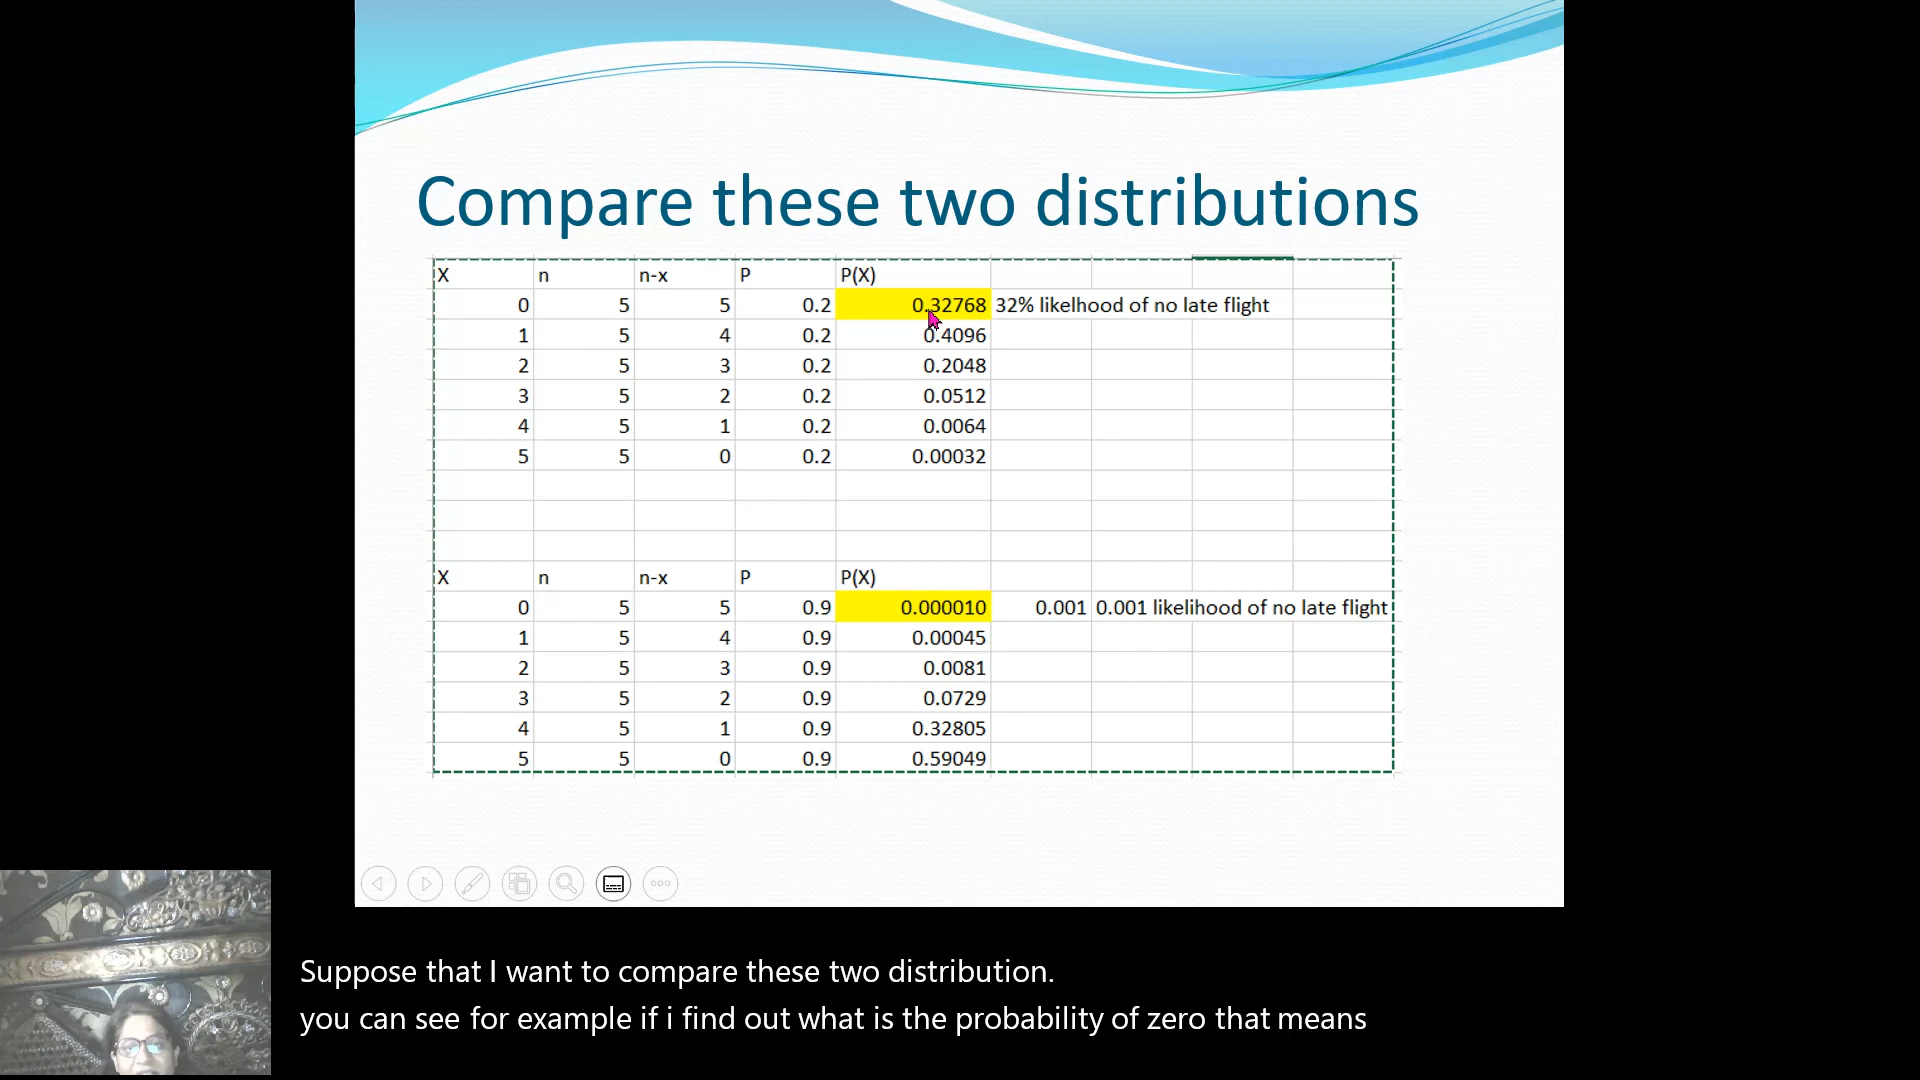 Compare these two distributions
X n n-x P P(X)
0 5 5 0.2 0.32768 32% likelhood of no late flight
1 5 4 0.2 0.4096
2 5 3 0.2 0.2048
3 5 2 0.2 0.0512
4 5 1 0.2 0.0064
5 5 0 0.2 0.00032
X n n-x P P(X)
0 5 5 0.9 0.000010 0.001 0.001 likelihood of no late flight
1 5 4 0.9 0.00045
2 5 3 0.9 0.0081
3 5 2 0.9 0.0729
4 5 1 0.9 0.32805
5 5 0 0.9 0.59049
Suppose that I want to compare these two distribution.
you can see for example if i find out what is the probability of zero that means